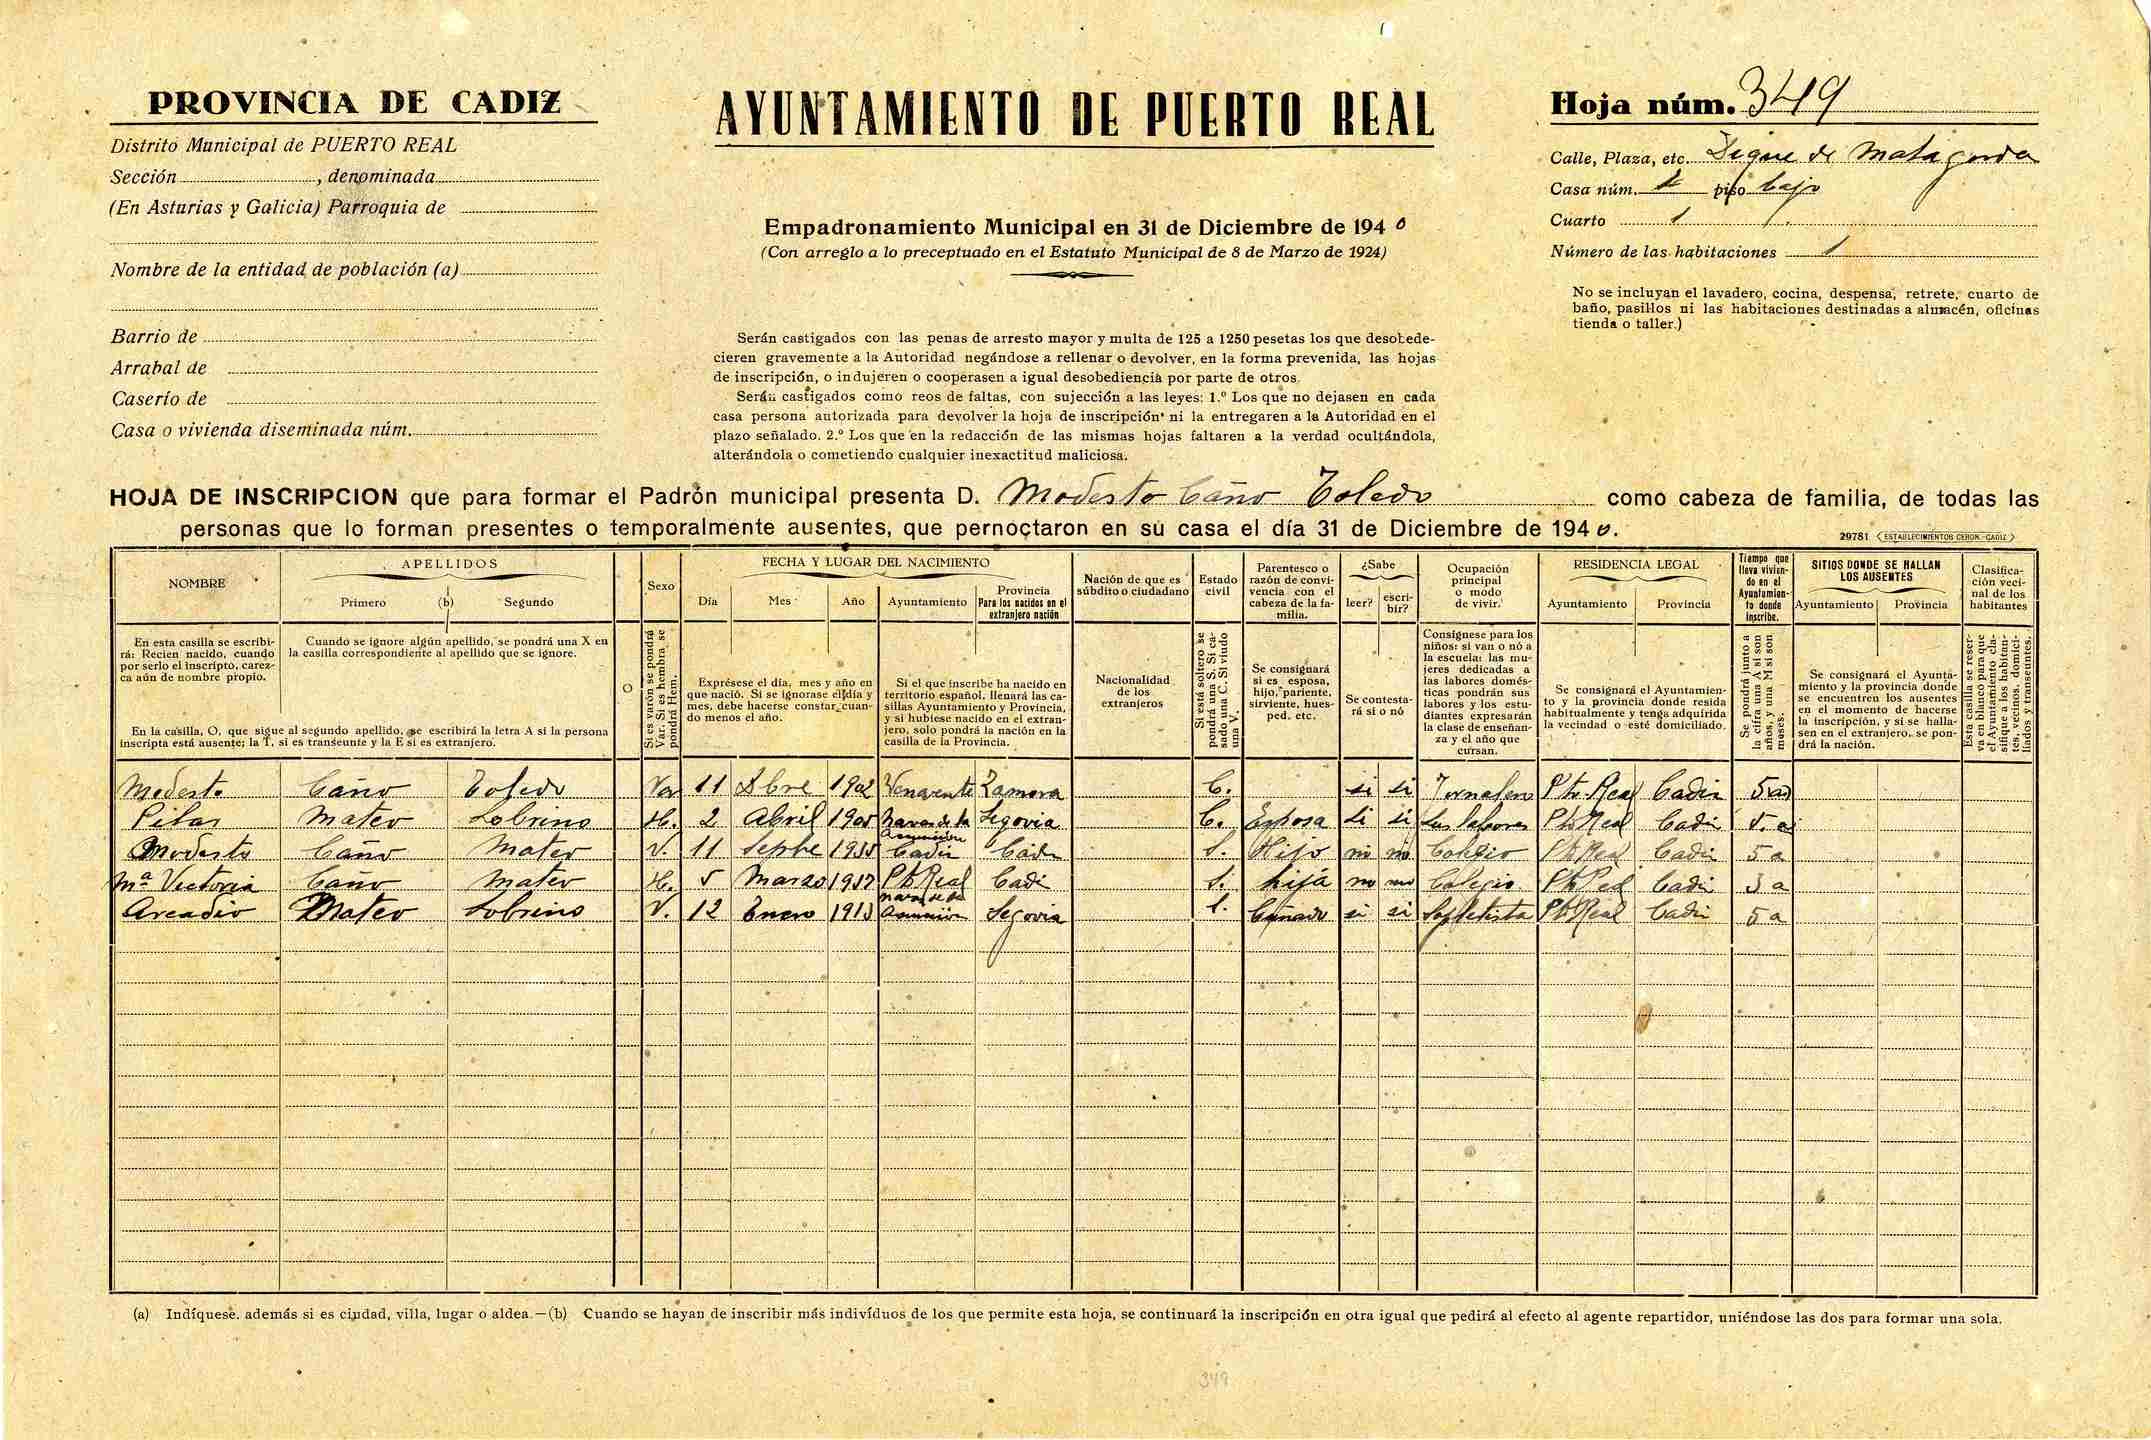 PROVINCIA DE CADIZ
Distrito Municipal de PUERTO REAL
Sección , denominada
(En Asturias y Galicia) Parroquia de
Nombre de la entidad de población (a)
Barrio de
Arrabal de
Caserío de
Casa o vivienda diseminada núm.
AYUNTAMIENTO DE PUERTO REAL
Empadronamiento Municipal en 31 de Diciembre de 1940
(Con arreglo a lo preceptuado en el Estatuto Municipal de 8 de Marzo de 1924)
Serán castigados con las penas de arresto mayor y multa de 125 a 1250 pesetas los que desobede-
cieren gravemente a la Autoridad negándose a rellenar o devolver, en la forma prevenida, las hojas
de inscripción, o indujeren o cooperasen a igual desobediencia por parte de otros.
Serán castigados como reos de faltas, con sujección a las leyes: 1.º Los que no dejasen en cada
casa persona autorizada para devolver la hoja de inscripción ni la entregaren a la Autoridad en el
plazo señalado. 2.º Los que en la redacción de las mismas hojas faltaren a la verdad ocultándola,
alterándola o cometiendo cualquier inexactitud maliciosa.
Hoja núm. 349
Calle, Plaza, etc. Dique de Matagorda
Casa núm. piso bajo
Cuarto 1
Número de las habitaciones 1
No se incluyan el lavadero, cocina, despensa, retrete, cuarto de
baño, pasillos ni las habitaciones destinadas a almacén, oficinas
tienda o taller.)
HOJA DE INSCRIPCION que para formar el Padrón municipal presenta D. Modesto Caño Toledo como cabeza de familia, de todas las
personas que lo forman presentes o temporalmente ausentes, que pernoctaron en su casa el día 31 de Diciembre de 1940.
29781 ESTABLECIMIENTOS CERON.-CADIZ
NOMBRE
En esta casilla se escribi-
rá: Recien nacido, cuando
por serlo el inscripto, carez-
ca aún de nombre propio.
APELLIDOS
Primero (b) Segundo
Cuando se ignore algún apellido, se pondrá una X en
la casilla correspondiente al apellido que se ignore.
En la casilla, O, que sigue al segundo apellido, se escribirá la letra A si la persona
inscripta está ausente; la T, si es transeunte y la E si es extranjero.
O
Sexo
Si es varón se pondrá
Var. Si es hembra se
pondrá Hem.
FECHA Y LUGAR DEL NACIMIENTO
Día Mes Año Ayuntamiento Provincia
Para los nacidos en el
extranjero nación
Exprésese el día, mes y año en
que nació. Si se ignorase el día y
mes, debe hacerse constar cuan-
do menos el año.
Si el que inscribe ha nacido en
territorio español, llenará las ca-
sillas Ayuntamiento y Provincia,
y si hubiese nacido en el extran-
jero, solo pondrá la nación en la
casilla de la Provincia.
Nación de que es
súbdito o ciudadano
Nacionalidad
de los
extranjeros
Estado
civil
Si está soltero se
pondrá una S. Si ca-
sado una C. Si viudo
una V.
Parentesco o
razón de convi-
vencia con el
cabeza de la fa-
milia.
Se consignará
si es esposa,
hijo, pariente,
sirviente, hues-
ped. etc.
¿Sabe
leer? escri-
bir?
Se contesta-
rá si o nó
Ocupación
principal
o modo
de vivir.
Consígnese para los
niños: si van o nó a
la escuela: las mu-
jeres dedicadas a
las labores domés-
ticas pondrán sus
labores y los estu-
diantes expresarán
la clase de enseñan-
za y el año que
cursan.
RESIDENCIA LEGAL
Ayuntamiento Provincia
Se consignará el Ayuntamien-
to y la provincia donde resida
habitualmente y tenga adquirida
la vecindad o esté domiciliado.
Tiempo que
lleva vivien-
do en el
Ayuntamien-
to donde
inscribe.
Se pondrá junto a
la cifra una A si son
años, y una M si son
meses.
SITIOS DONDE SE HALLAN
LOS AUSENTES
Ayuntamiento Provincia
Se consignará el Ayunta-
miento y la provincia donde
se encuentren los ausentes
en el momento de hacerse
la inscripción, y si se halla-
sen en el extranjero, se pon-
drá la nación.
Clasifica-
ción veci-
nal de los
habitantes
Esta casilla se reser-
va en blanco para que
el Ayuntamiento cla-
sifique a los habitan-
tes, vecinos, domici-
liados y transeuntes.
Modesto Caño Toledo Var 11 Dbre 1902 Venavente Zamora C. si si Jornalero Pto. Real Cadiz 5 a
Pilar Mateo Sobrino H. 2 Abril 1905 Navas de la Asunción Segovia C. Esposa Si si Sus labores Pto Real Cadiz 5. a
Modesto Caño Mateo V. 11 Sepbre 1935 Cadiz Cadiz S. Hijo no no Colegio Pto Real Cadiz 5 a
Mª Victoria Caño Mateo H. 5 Marzo 1937 Pto Real Cadi S. hija no no Colegio Pto Real Cadiz 3 a
Arcadio Mateo Sobrino V. 12 Enero 1913 Navas de la Asunción Segovia S. Cuñado si si Sopletista Pto Real Cadiz 5 a
(a) Indíquese, además si es ciudad, villa, lugar o aldea.—(b) Cuando se hayan de inscribir más indivíduos de los que permite esta hoja, se continuará la inscripción en otra igual que pedirá al efecto al agente repartidor, uniéndose las dos para formar una sola.
349